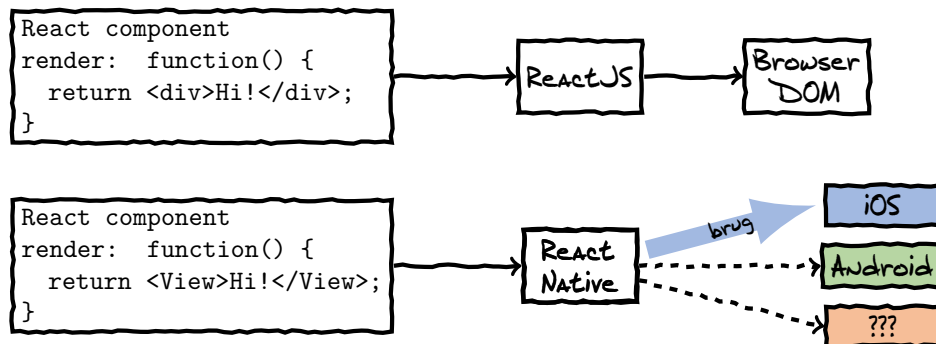 React component
render:  function() {
  return <div>Hi!</div>;
}
ReactJS
Browser
DOM
React component
render:  function() {
  return <View>Hi!</View>;
}
React
Native
brug
iOS
Android
???